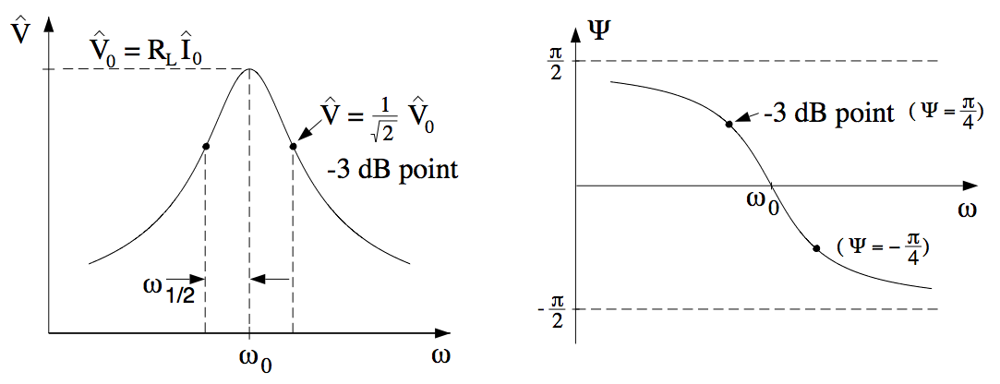 V̂
V̂₀ = R_L Î₀
V̂ = 1/√2 V̂₀
-3 dB point
ω₁/₂
ω₀
ω
Ψ
π/2
-3 dB point (Ψ = π/4)
ω₀
ω
(Ψ = - π/4)
-π/2